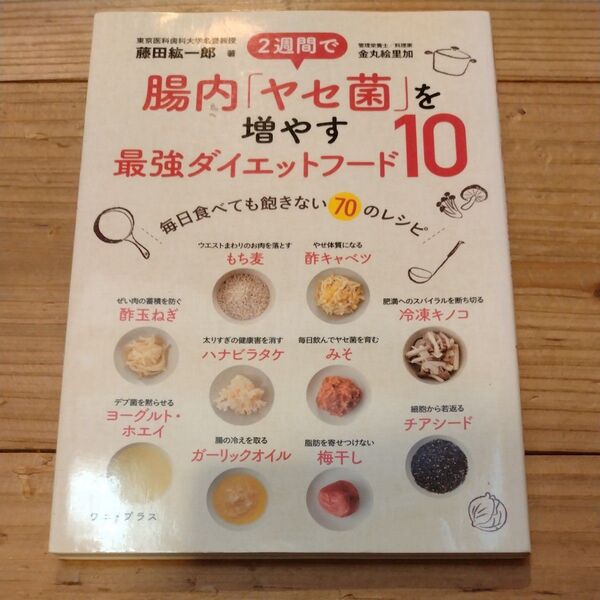 東京医科歯科大学名誉教授
藤田紘一郎 著
2週間で
管理栄養士 料理家
金丸絵里加
腸内「ヤセ菌」を
増やす
最強ダイエットフード10
毎日食べても飽きない70のレシピ
ウエストまわりのお肉を落とす
もち麦
やせ体質になる
酢キャベツ
ぜい肉の蓄積を防ぐ
酢玉ねぎ
太りすぎの健康害を消す
ハナビラタケ
毎日飲んでヤセ菌を育む
みそ
肥満へのスパイラルを断ち切る
冷凍キノコ
デブ菌を黙らせる
ヨーグルト・
ホエイ
腸の冷えを取る
ガーリックオイル
脂肪を寄せつけない
梅干し
細胞から若返る
チアシード
ワニ・プラス